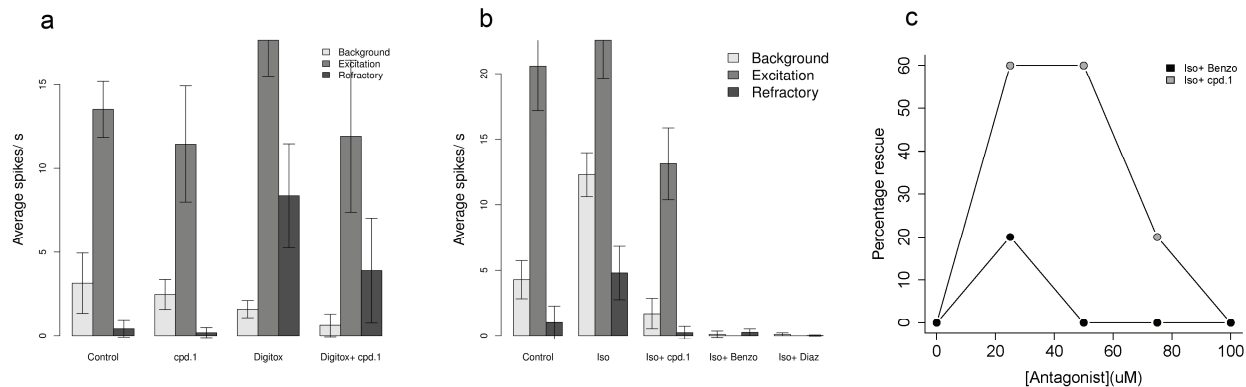 a
Average spikes/ s
15
10
5
0
Background
Excitation
Refractory
Control
cpd.1
Digitox
Digitox+ cpd.1
b
Average spikes/ s
20
15
10
5
0
Background
Excitation
Refractory
Control
Iso
Iso+ cpd.1
Iso+ Benzo
Iso+ Diaz
c
Percentage rescue
60
50
40
30
20
10
0
Iso+ Benzo
Iso+ cpd.1
0 20 40 60 80 100
[Antagonist](uM)